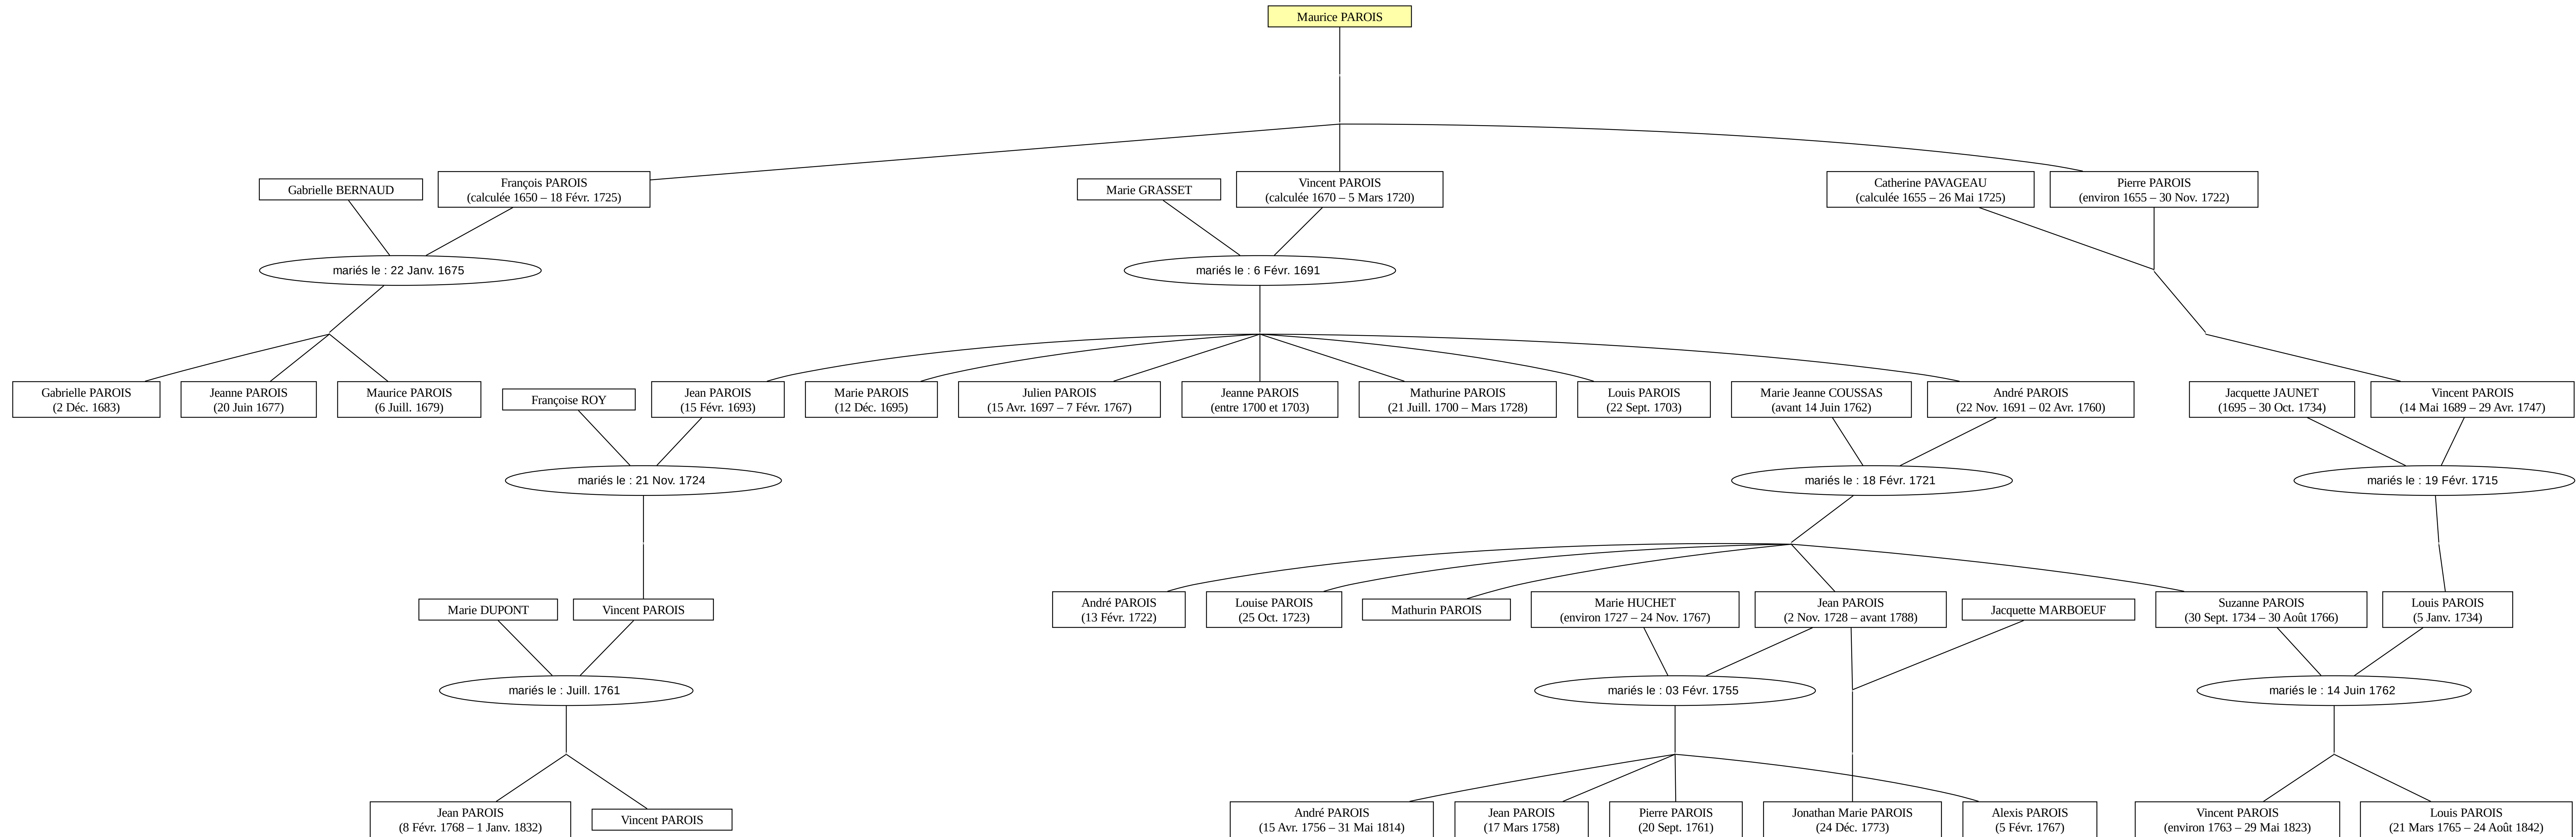 Maurice PAROIS
Gabrielle BERNAUD
François PAROIS
(calculée 1650 – 18 Févr. 1725)
Marie GRASSET
Vincent PAROIS
(calculée 1670 – 5 Mars 1720)
Catherine PAVAGEAU
(calculée 1655 – 26 Mai 1725)
Pierre PAROIS
(environ 1655 – 30 Nov. 1722)
mariés le : 22 Janv. 1675
mariés le : 6 Févr. 1691
Gabrielle PAROIS
(2 Déc. 1683)
Jeanne PAROIS
(20 Juin 1677)
Maurice PAROIS
(6 Juill. 1679)
Françoise ROY
Jean PAROIS
(15 Févr. 1693)
Marie PAROIS
(12 Déc. 1695)
Julien PAROIS
(15 Avr. 1697 – 7 Févr. 1767)
Jeanne PAROIS
(entre 1700 et 1703)
Mathurine PAROIS
(21 Juill. 1700 – Mars 1728)
Louis PAROIS
(22 Sept. 1703)
Marie Jeanne COUSSAS
(avant 14 Juin 1762)
André PAROIS
(22 Nov. 1691 – 02 Avr. 1760)
Jacquette JAUNET
(1695 – 30 Oct. 1734)
Vincent PAROIS
(14 Mai 1689 – 29 Avr. 1747)
mariés le : 21 Nov. 1724
mariés le : 18 Févr. 1721
mariés le : 19 Févr. 1715
Marie DUPONT
Vincent PAROIS
André PAROIS
(13 Févr. 1722)
Louise PAROIS
(25 Oct. 1723)
Mathurin PAROIS
Marie HUCHET
(environ 1727 – 24 Nov. 1767)
Jean PAROIS
(2 Nov. 1728 – avant 1788)
Jacquette MARBOEUF
Suzanne PAROIS
(30 Sept. 1734 – 30 Août 1766)
Louis PAROIS
(5 Janv. 1734)
mariés le : Juill. 1761
mariés le : 03 Févr. 1755
mariés le : 14 Juin 1762
Jean PAROIS
(8 Févr. 1768 – 1 Janv. 1832)
Vincent PAROIS
André PAROIS
(15 Avr. 1756 – 31 Mai 1814)
Jean PAROIS
(17 Mars 1758)
Pierre PAROIS
(20 Sept. 1761)
Jonathan Marie PAROIS
(24 Déc. 1773)
Alexis PAROIS
(5 Févr. 1767)
Vincent PAROIS
(environ 1763 – 29 Mai 1823)
Louis PAROIS
(21 Mars 1765 – 24 Août 1842)